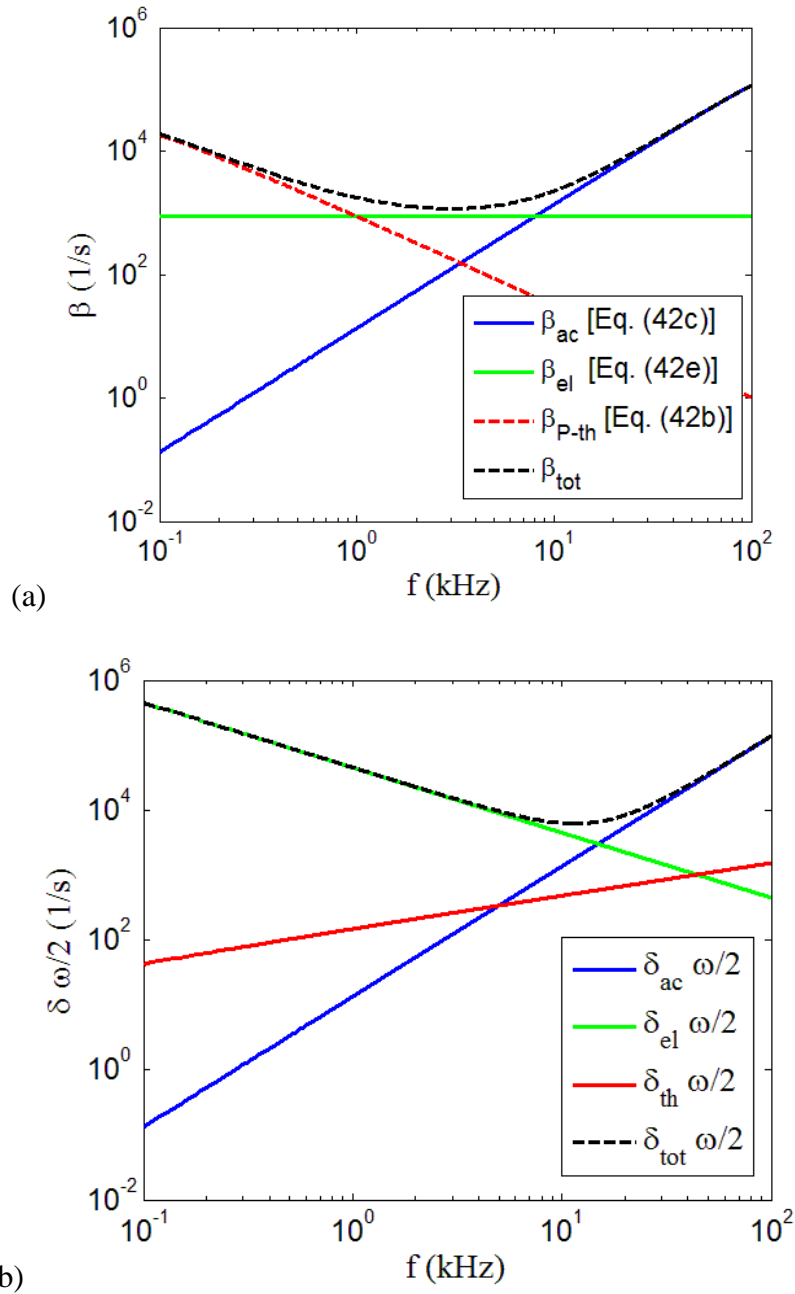 10^6
10^4
10^2
10^0
10^-2
β (1/s)
β_ac [Eq. (42c)]
β_el [Eq. (42e)]
β_P-th [Eq. (42b)]
β_tot
10^-1 10^0 10^1 10^2
f (kHz)
(a)
10^6
10^4
10^2
10^0
10^-2
δ ω/2 (1/s)
δ_ac ω/2
δ_el ω/2
δ_th ω/2
δ_tot ω/2
10^-1 10^0 10^1 10^2
f (kHz)
b)